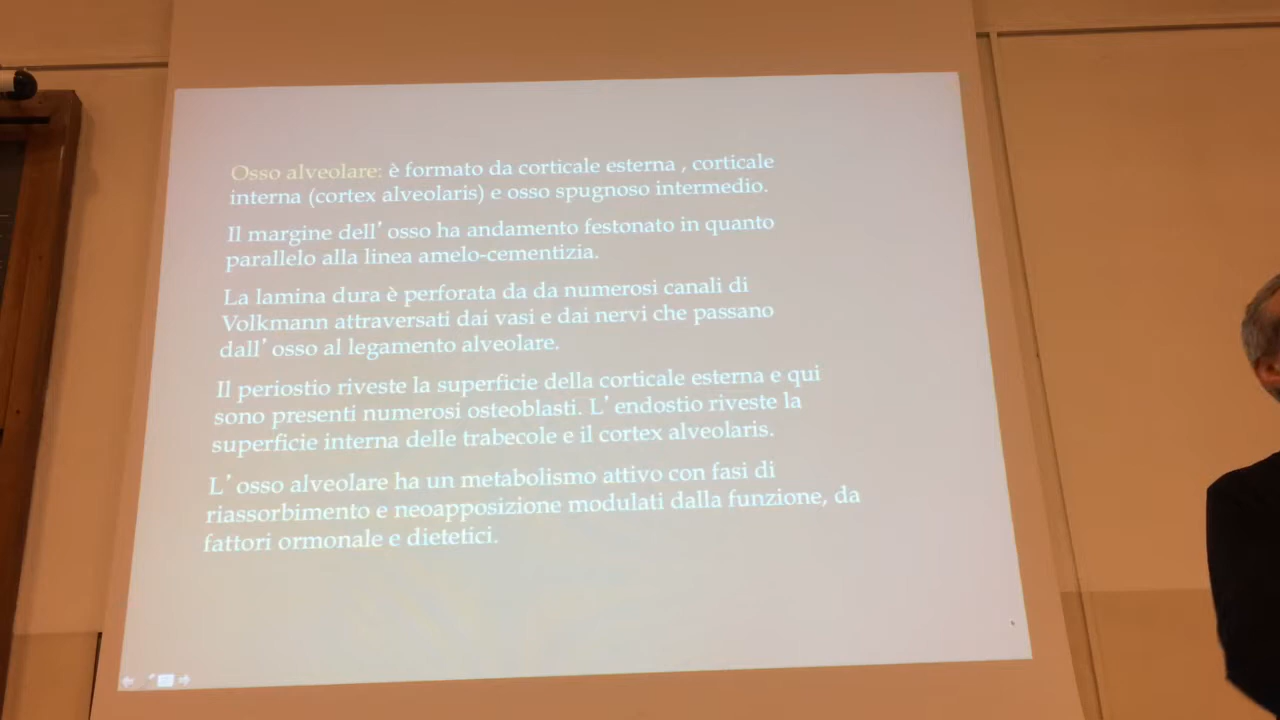 Osso alveolare: è formato da corticale esterna , corticale
interna (cortex alveolaris) e osso spugnoso intermedio.
Il margine dell’ osso ha andamento festonato in quanto
parallelo alla linea amelo-cementizia.
La lamina dura è perforata da da numerosi canali di
Volkmann attraversati dai vasi e dai nervi che passano
dall’ osso al legamento alveolare.
Il periostio riveste la superficie della corticale esterna e qui
sono presenti numerosi osteoblasti. L’ endostio riveste la
superficie interna delle trabecole e il cortex alveolaris.
L’ osso alveolare ha un metabolismo attivo con fasi di
riassorbimento e neoapposizione modulati dalla funzione, da
fattori ormonale e dietetici.